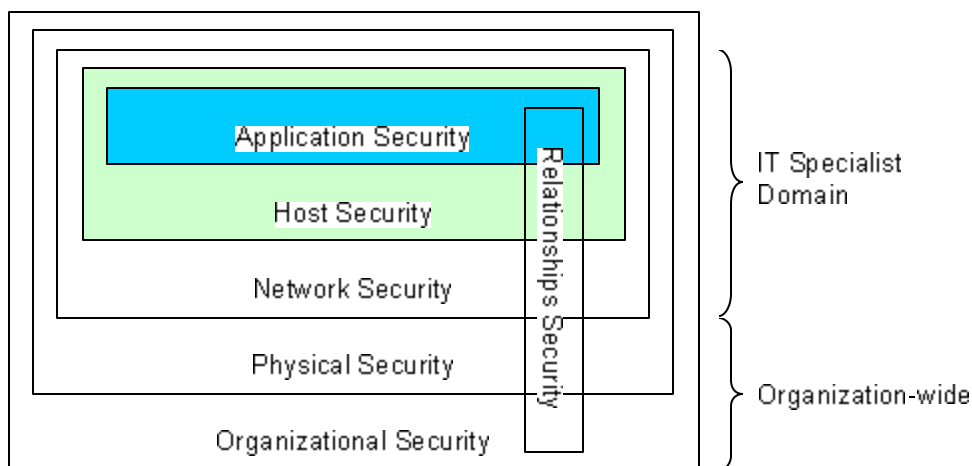 Application Security
Host Security
Network Security
Physical Security
Organizational Security
Relationships Security
IT Specialist
Domain
Organization-wide